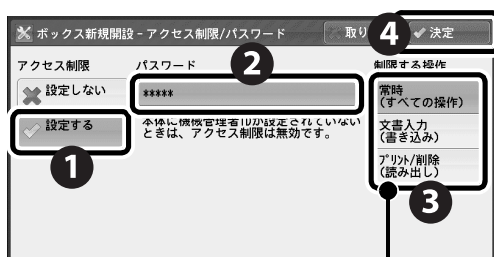 ボックス新規開設 - アクセス制限/パスワード
取り
4
決定
アクセス制限
パスワード
2
制限する操作
設定しない
*****
常時
(すべての操作)
設定する
本体に機械管理者IDが設定されていない
ときは、アクセス制限は無効です。
文書入力
(書き込み)
1
プリント/削除
(読み出し)
3